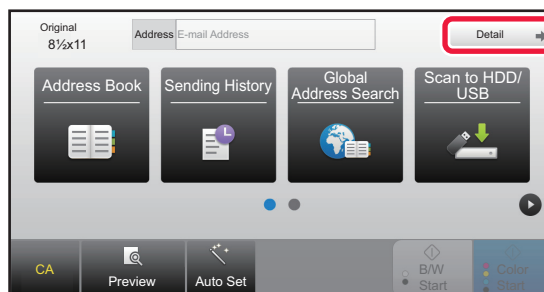 Original
8½x11
Address E-mail Address
Detail
Address Book
Sending History
Global
Address Search
Scan to HDD/
USB
CA
Preview
Auto Set
B/W
Start
Color
Start